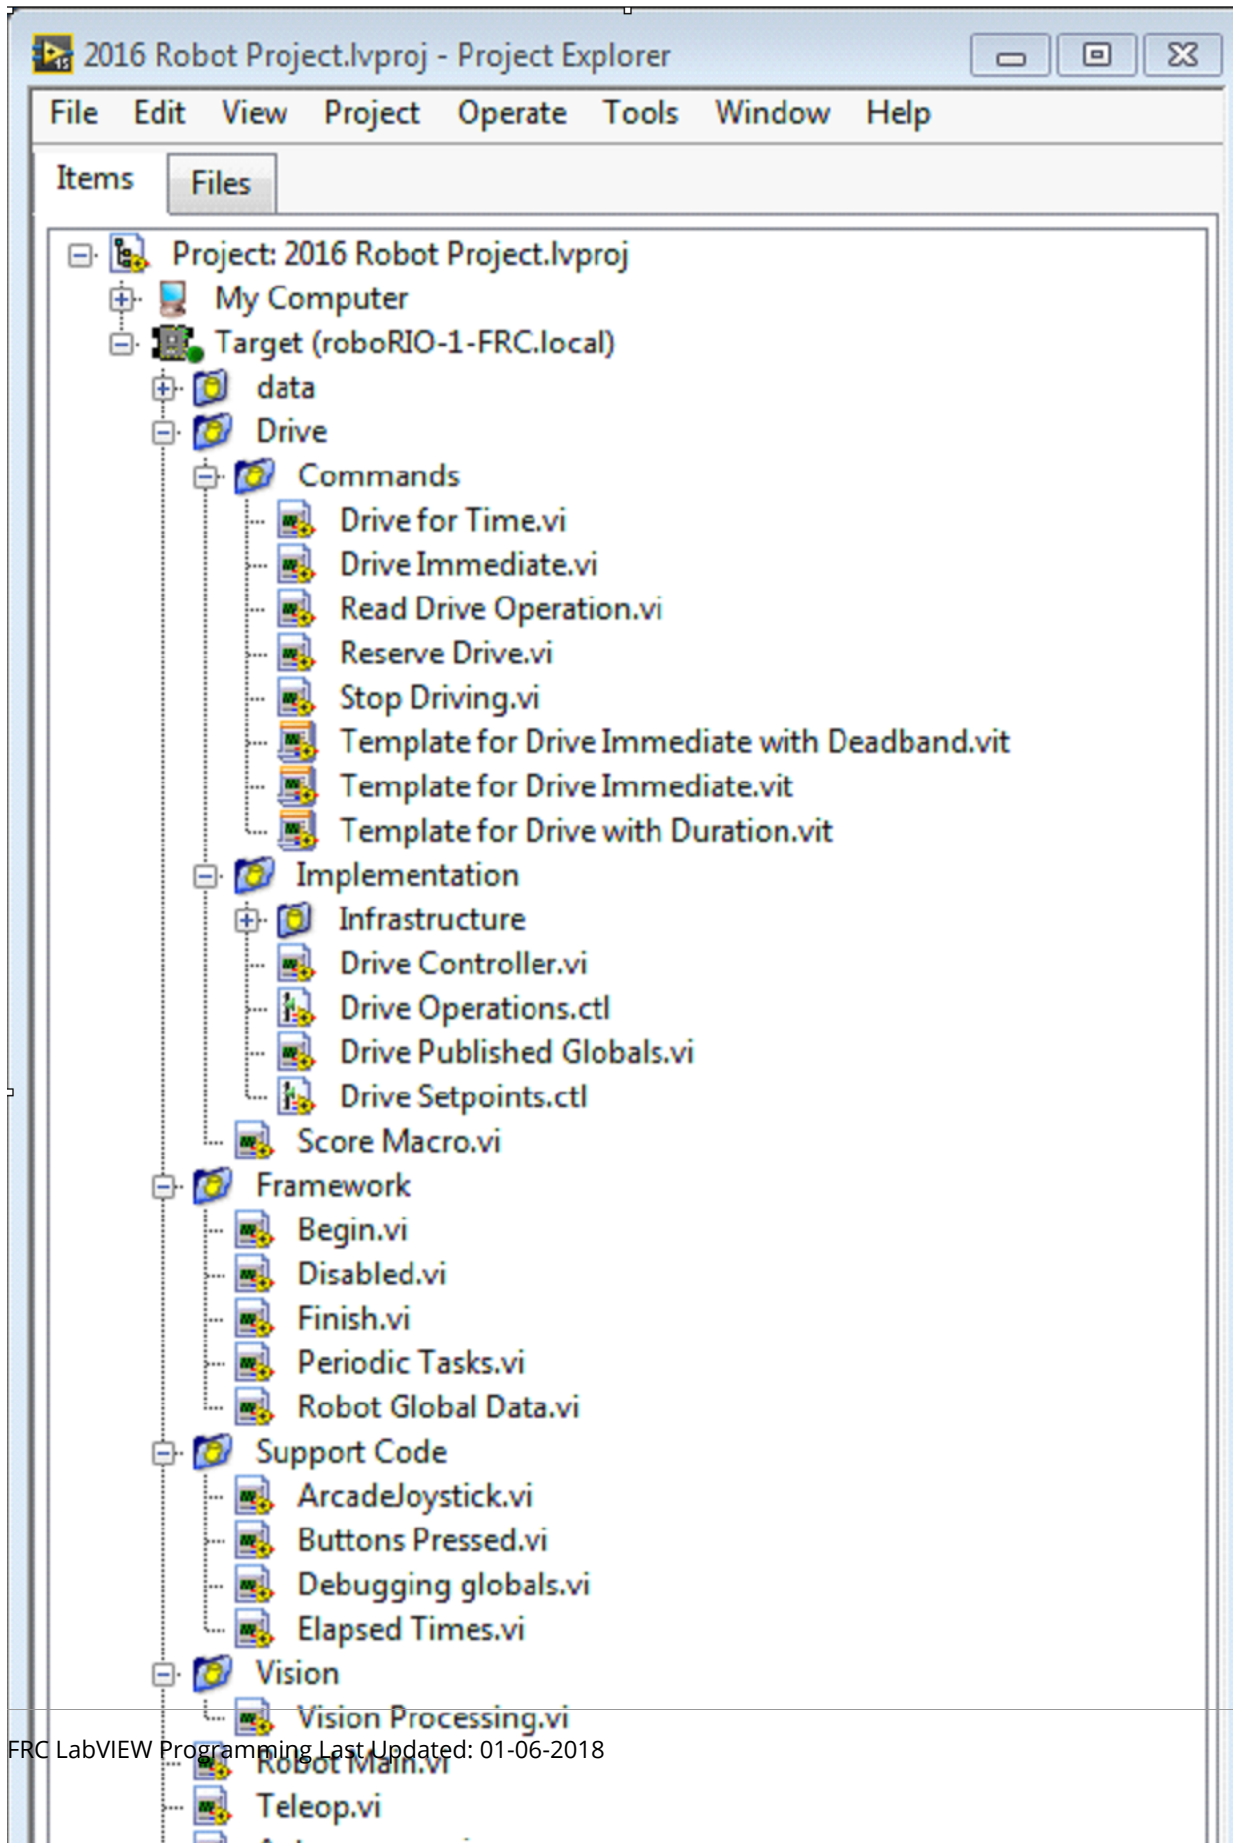 2016 Robot Project.lvproj - Project Explorer
File Edit View Project Operate Tools Window Help
Items Files
Project: 2016 Robot Project.lvproj
My Computer
Target (roboRIO-1-FRC.local)
data
Drive
Commands
Drive for Time.vi
Drive Immediate.vi
Read Drive Operation.vi
Reserve Drive.vi
Stop Driving.vi
Template for Drive Immediate with Deadband.vit
Template for Drive Immediate.vit
Template for Drive with Duration.vit
Implementation
Infrastructure
Drive Controller.vi
Drive Operations.ctl
Drive Published Globals.vi
Drive Setpoints.ctl
Score Macro.vi
Framework
Begin.vi
Disabled.vi
Finish.vi
Periodic Tasks.vi
Robot Global Data.vi
Support Code
ArcadeJoystick.vi
Buttons Pressed.vi
Debugging globals.vi
Elapsed Times.vi
Vision
Vision Processing.vi
FRC LabVIEW Programming Last Updated: 01-06-2018
Robot Main.vi
Teleop.vi